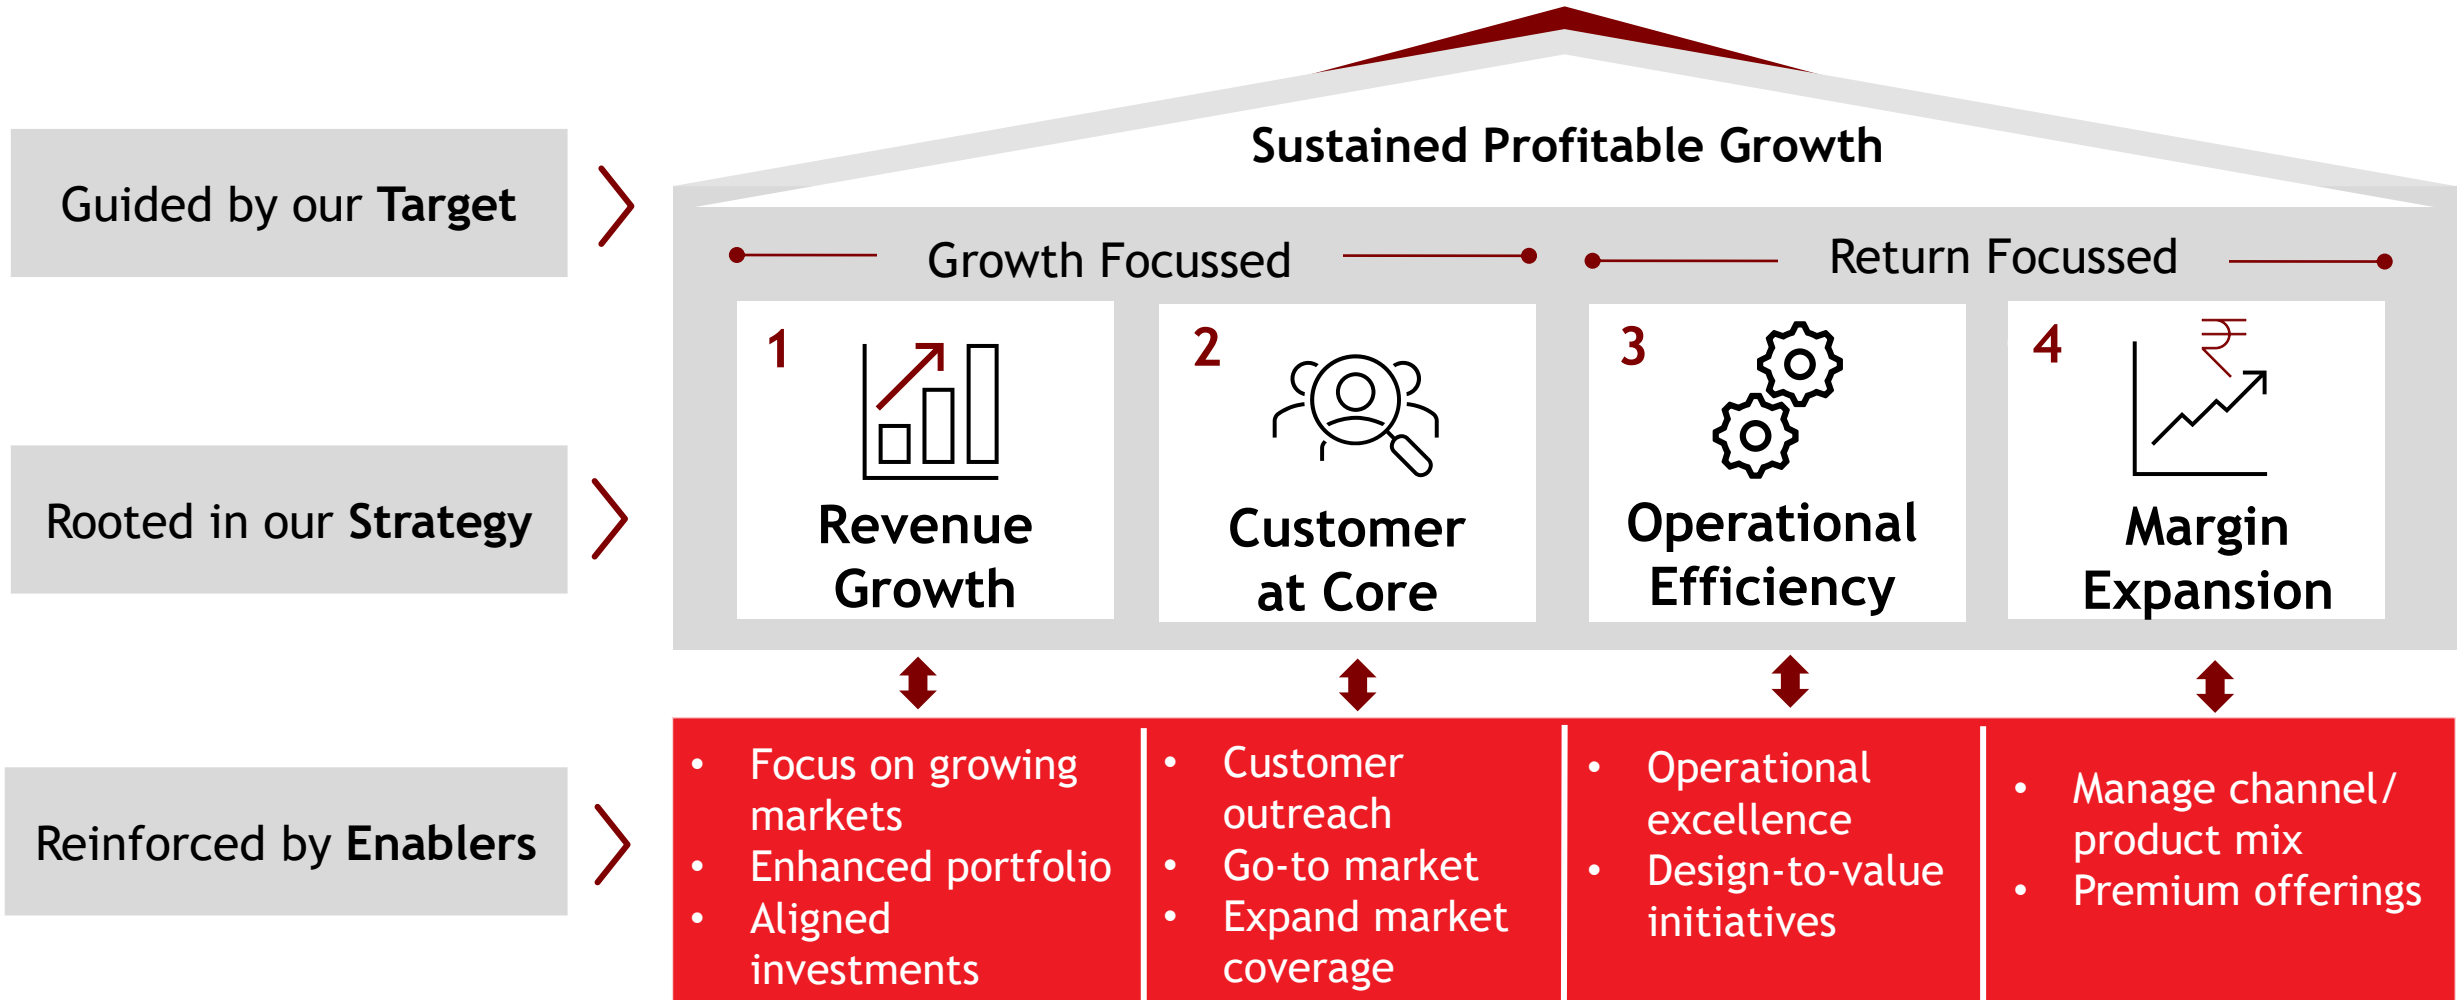 Sustained Profitable Growth
Guided by our Target
Growth Focussed
Return Focussed
1
2
3
4
₹
Revenue
Growth
Customer
at Core
Operational
Efficiency
Margin
Expansion
Rooted in our Strategy
Reinforced by Enablers
• Focus on growing
markets
• Enhanced portfolio
• Aligned
investments
• Customer
outreach
• Go-to market
• Expand market
coverage
• Operational
excellence
• Design-to-value
initiatives
• Manage channel/
product mix
• Premium offerings